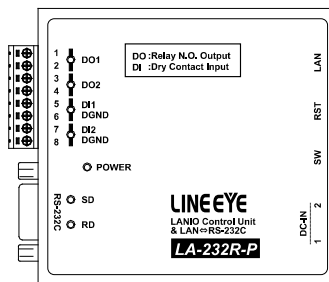 1
2
DO1
3
4
DO2
5
DI1
6
DGND
7
DI2
8
DGND
DO :Relay N.O. Output
DI :Dry Contact Input
LAN
RST
SW
POWER
RS-232C
SD
RD
LINEEYE
LANIO Control Unit
& LAN⇔RS-232C
LA-232R-P
DC-IN
2
1